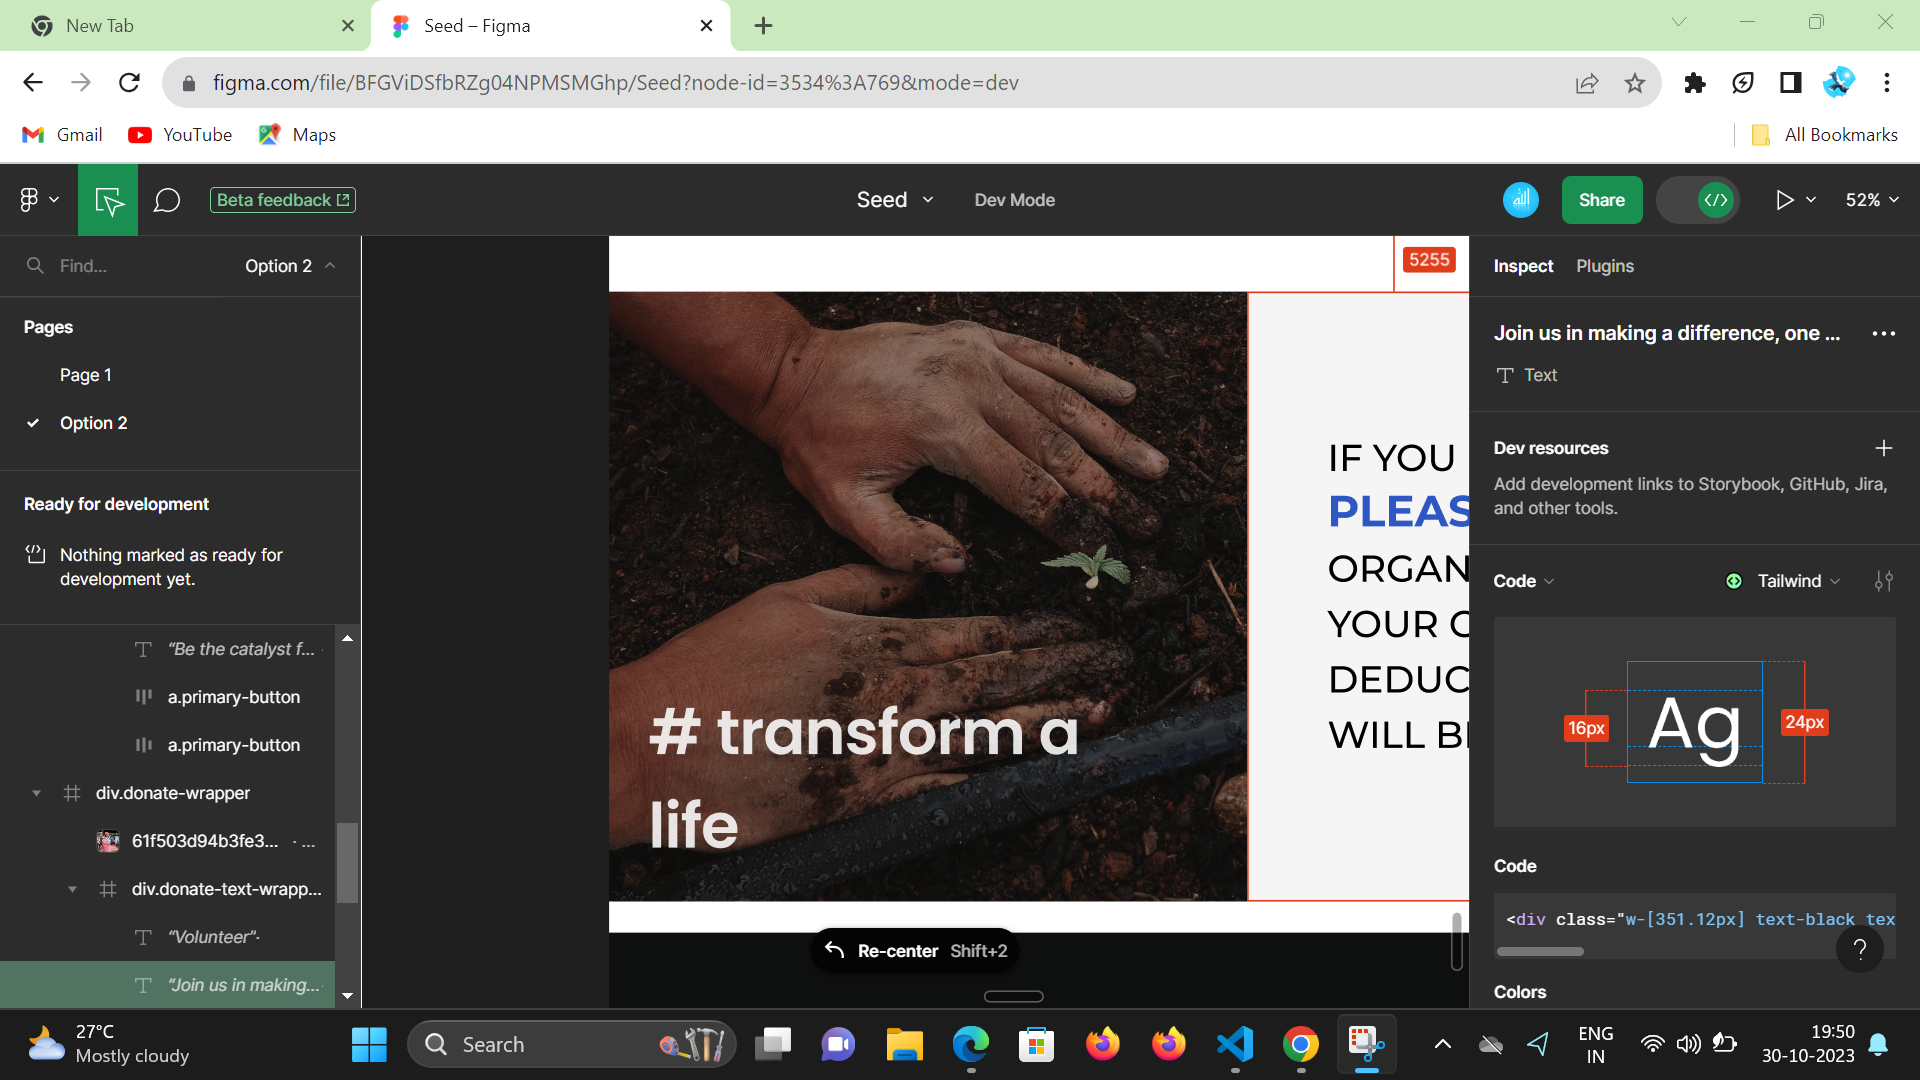 New Tab
Seed – Figma
figma.com/file/BFGViDSfbRZg04NPMSMGhp/Seed?node-id=3534%3A769&mode=dev
Gmail
YouTube
Maps
All Bookmarks
Beta feedback
Seed
Dev Mode
Share
52%
Find...
Option 2
Pages
Page 1
Option 2
Ready for development
Nothing marked as ready for
development yet.
“Be the catalyst f...
a.primary-button
a.primary-button
div.donate-wrapper
61f503d94b3fe3... · ...
div.donate-text-wrapp...
“Volunteer”·
“Join us in making...
5255
# transform a
life
IF YOU
PLEAS
ORGAN
YOUR C
DEDUC
WILL BE
Re-center Shift+2
Inspect
Plugins
Join us in making a difference, one ...
Text
Dev resources
Add development links to Storybook, GitHub, Jira,
and other tools.
Code
Tailwind
16px
Ag
24px
Code
<div class="w-[351.12px] text-black tex
?
Colors
27°C
Mostly cloudy
Search
ENG
IN
19:50
30-10-2023